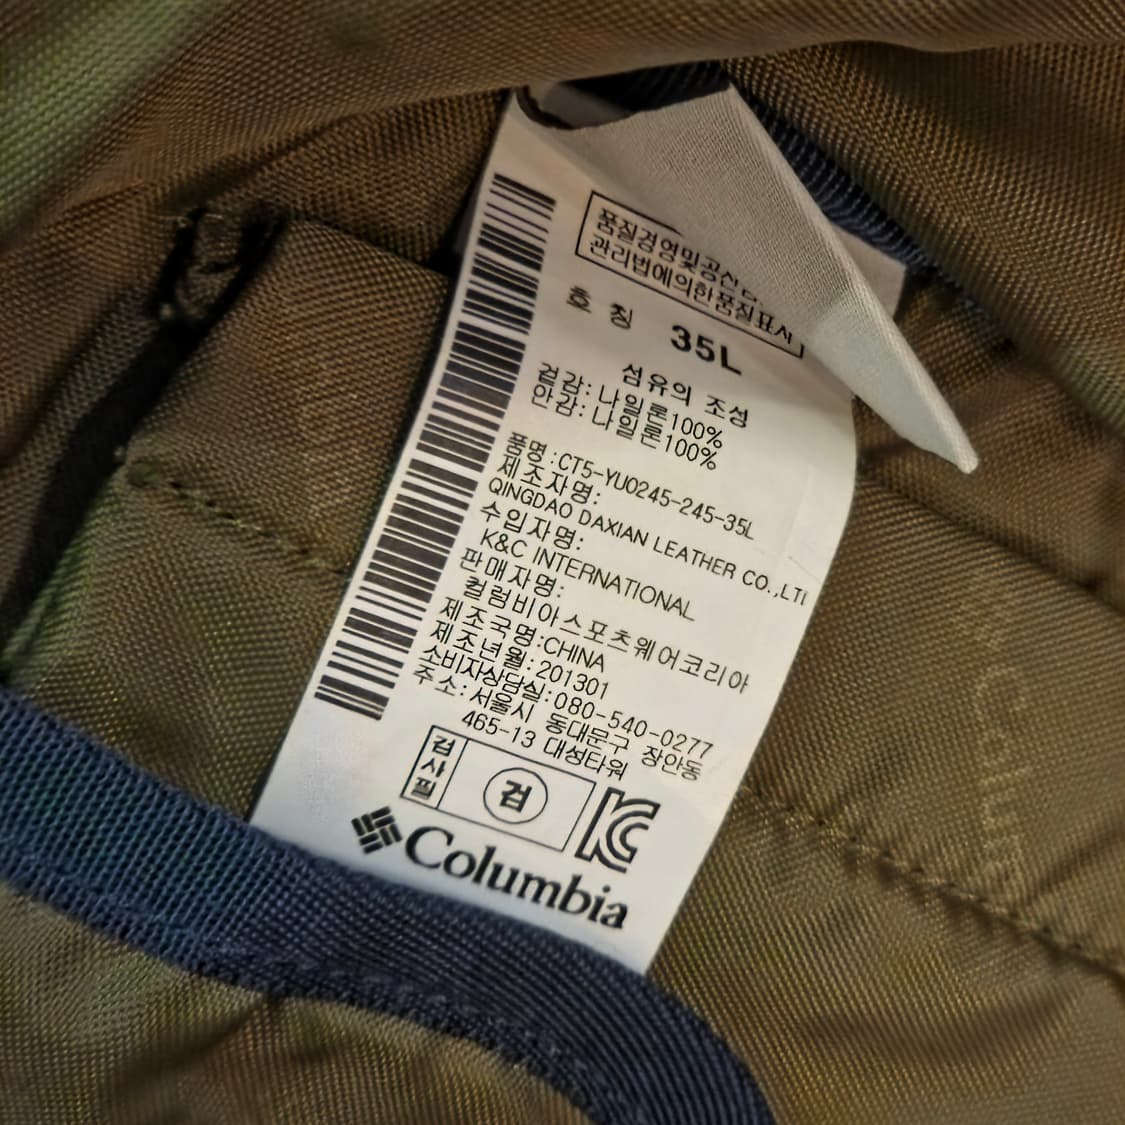 품질경영및공산
관리법에의한품질표시
호 칭 35L
섬유의 조성
겉감: 나일론100%
안감: 나일론100%
품명:CT5-YU0245-245-35L
제조자명:
QINGDAO DAXIAN LEATHER CO.,LT
수입자명:
K&C INTERNATIONAL
판매자명:
컬럼비아스포츠웨어코리아
제조국명:CHINA
제조년월:201301
소비자상담실:080-540-0277
주소:서울시 동대문구 장안동
465-13 대성타워
검사필
검
KC
Columbia